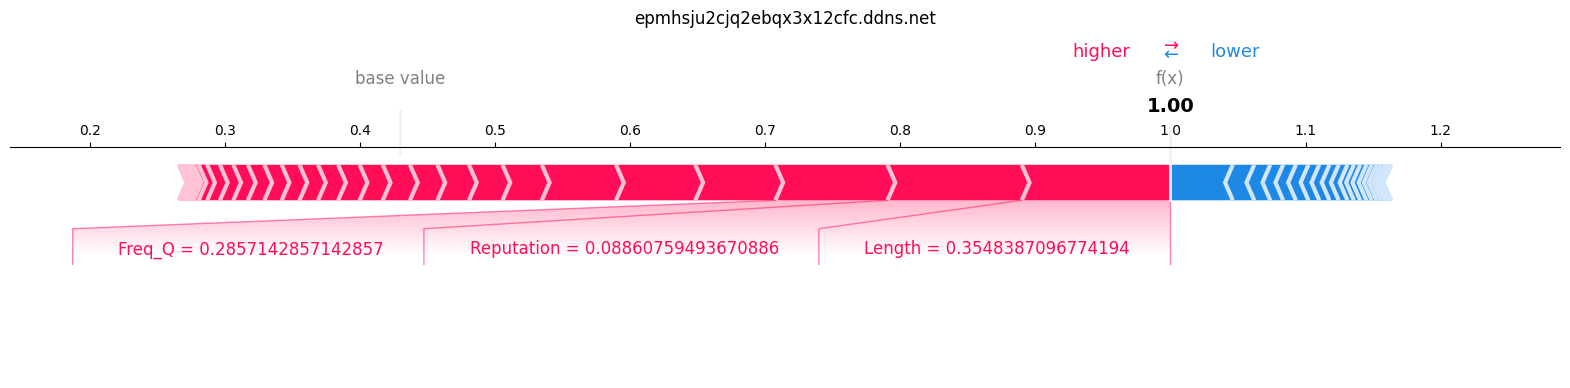 epmhsju2cjq2ebqx3x12cfc.ddns.net
higher ⇄ lower
base value f(x)
1.00
0.2 0.3 0.4 0.5 0.6 0.7 0.8 0.9 1.0 1.1 1.2
Freq_Q = 0.2857142857142857 Reputation = 0.08860759493670886 Length = 0.3548387096774194